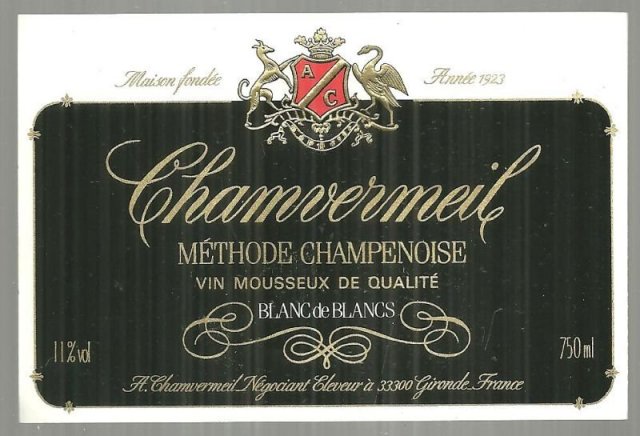 Maison fondée
Année 1923
A
C
Chamvermeil
MÉTHODE CHAMPENOISE
VIN MOUSSEUX DE QUALITÉ
BLANC de BLANCS
11% vol
750 ml
A. Chamvermeil Négociant Eleveur à 33300 Gironde France